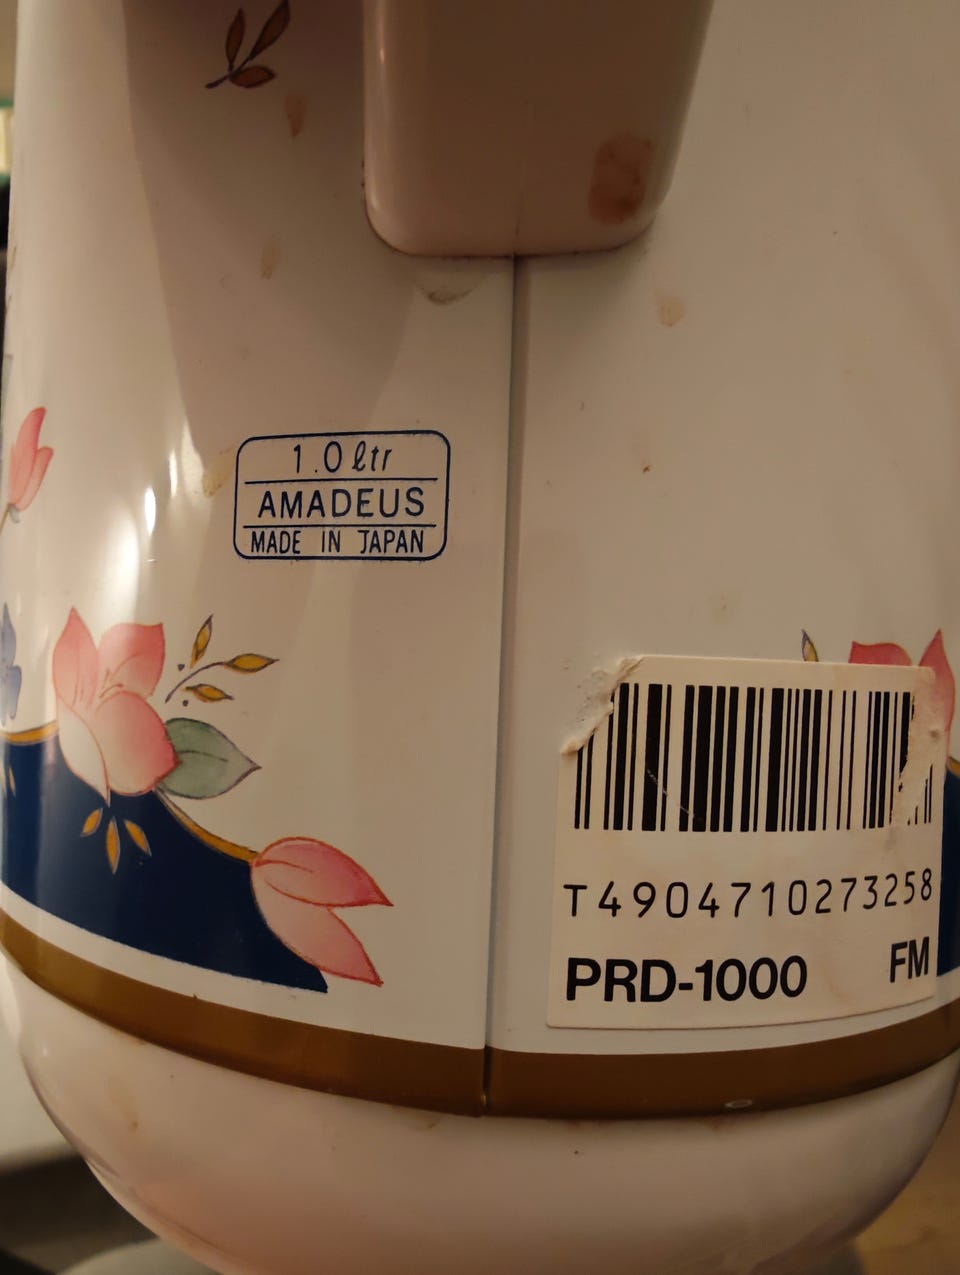 1.0 ltr
AMADEUS
MADE IN JAPAN
T4904710273258
PRD-1000 FM